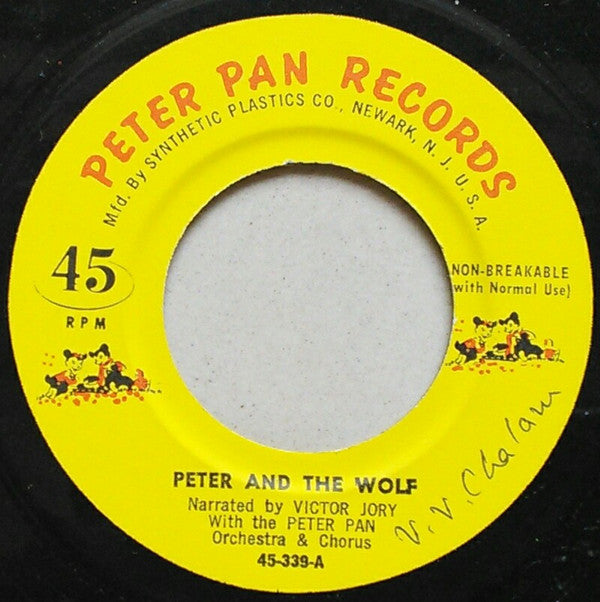 PETER PAN RECORDS
Mfd. By SYNTHETIC PLASTICS CO., NEWARK, N. J. U. S. A.
45
RPM
NON-BREAKABLE
(with Normal Use)
PETER AND THE WOLF
Narrated by VICTOR JORY
With the PETER PAN
Orchestra & Chorus
45-339-A
V. V. Chalam